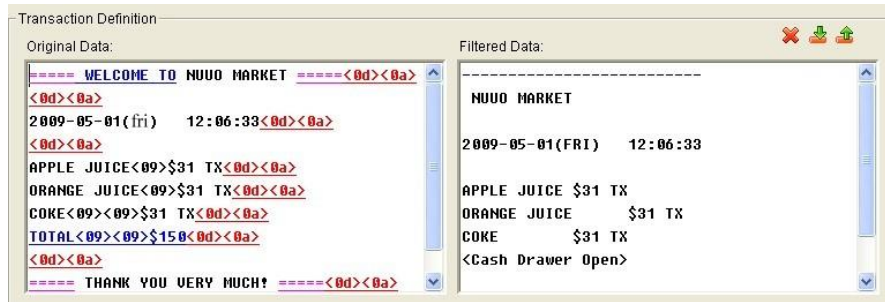 Transaction Definition
Original Data:
===== WELCOME TO NUUO MARKET =====<0d><0a>
<0d><0a>
2009-05-01(fri) 12:06:33<0d><0a>
<0d><0a>
APPLE JUICE<09>$31 TX<0d><0a>
ORANGE JUICE<09>$31 TX<0d><0a>
COKE<09><09>$31 TX<0d><0a>
TOTAL<09><09>$150<0d><0a>
<0d><0a>
===== THANK YOU VERY MUCH! =====<0d><0a>
Filtered Data:
---------------------------
NUUO MARKET
2009-05-01(FRI) 12:06:33
APPLE JUICE $31 TX
ORANGE JUICE $31 TX
COKE $31 TX
<Cash Drawer Open>